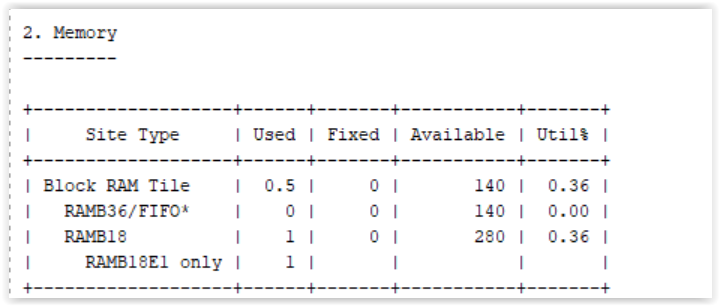 2. Memory
---------
+-------------------+------+-------+-----------+-------+
|     Site Type     | Used | Fixed | Available | Util% |
+-------------------+------+-------+-----------+-------+
| Block RAM Tile    |  0.5 |     0 |       140 |  0.36 |
|   RAMB36/FIFO*    |    0 |     0 |       140 |  0.00 |
|   RAMB18          |    1 |     0 |       280 |  0.36 |
|     RAMB18E1 only |    1 |       |           |       |
+-------------------+------+-------+-----------+-------+